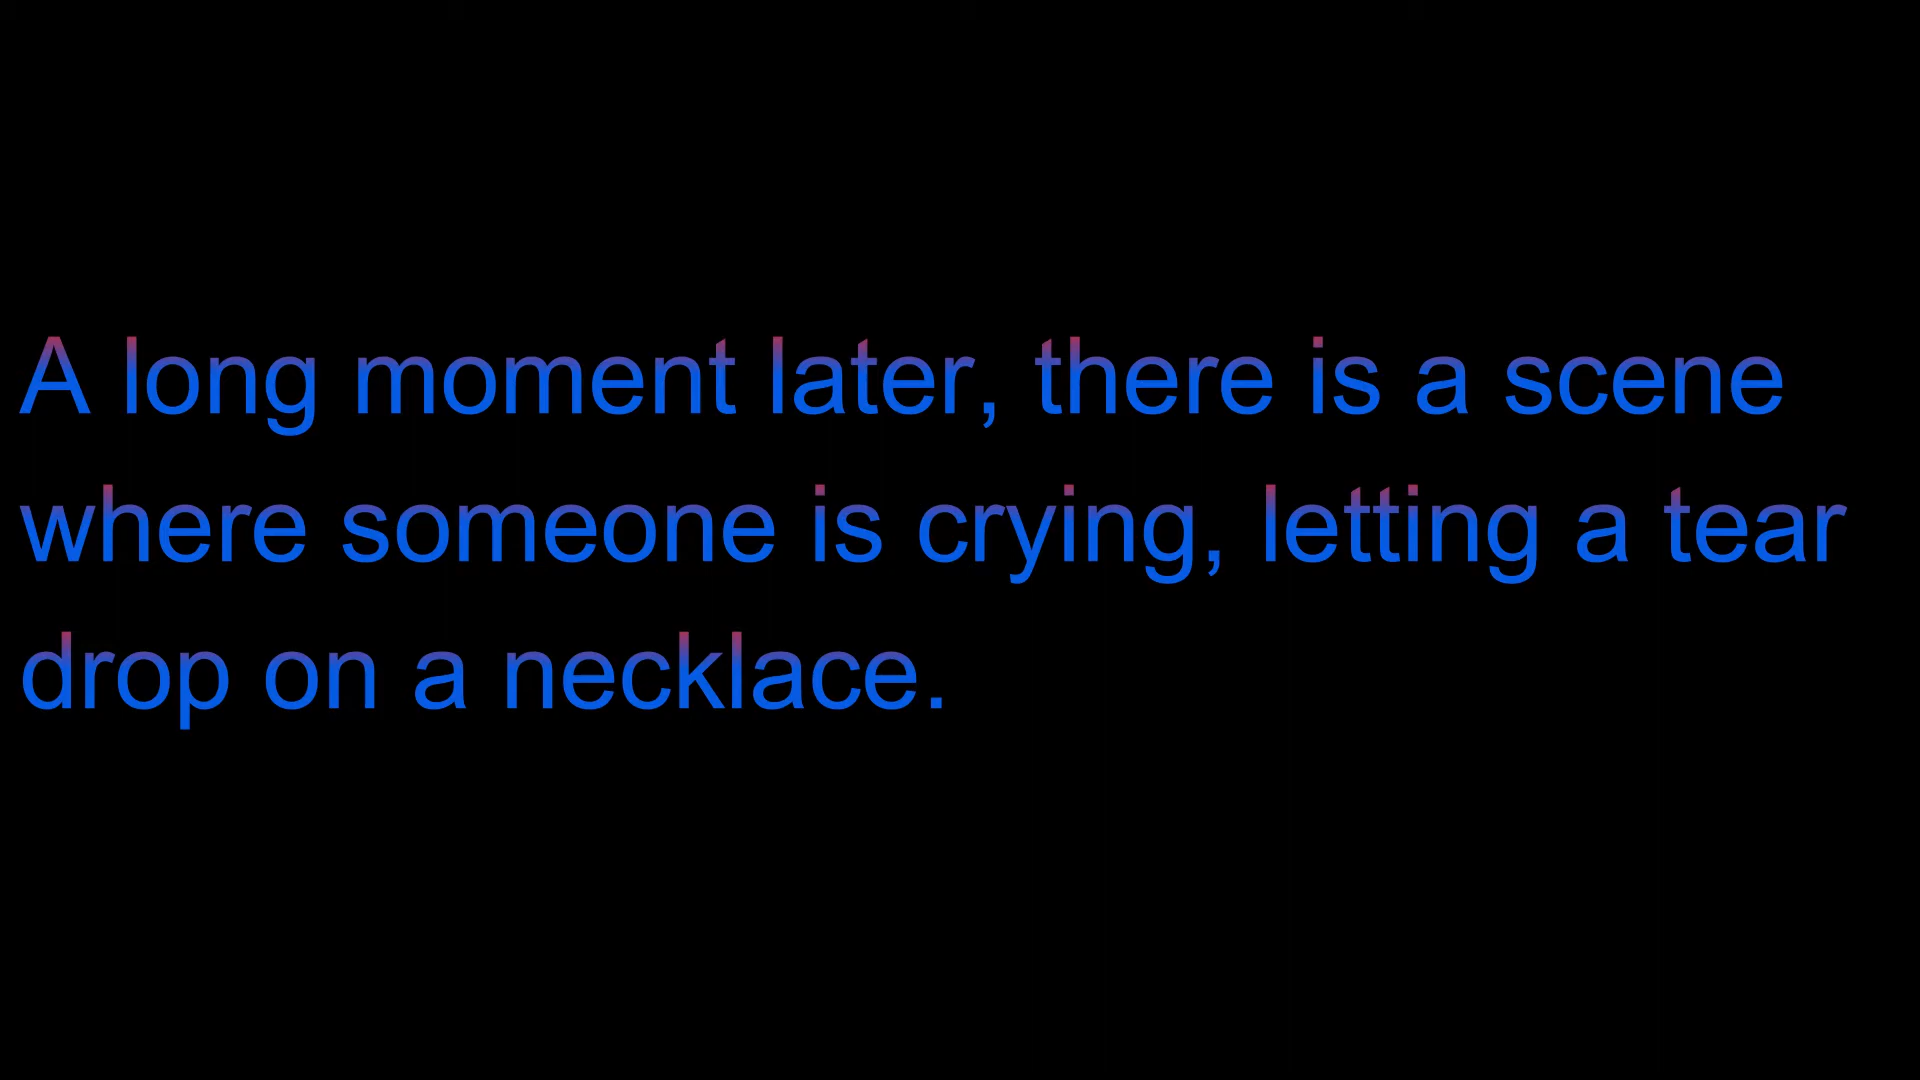 A long moment later, there is a scene
where someone is crying, letting a tear
drop on a necklace.